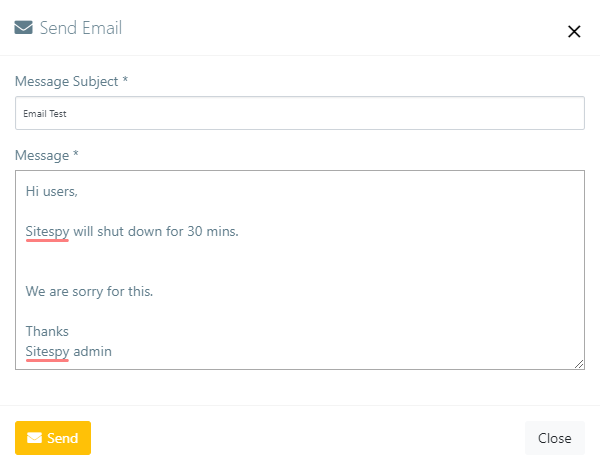 Send Email
Message Subject *
Email Test
Message *
Hi users,
Sitespy will shut down for 30 mins.
We are sorry for this.
Thanks
Sitespy admin
Send
Close